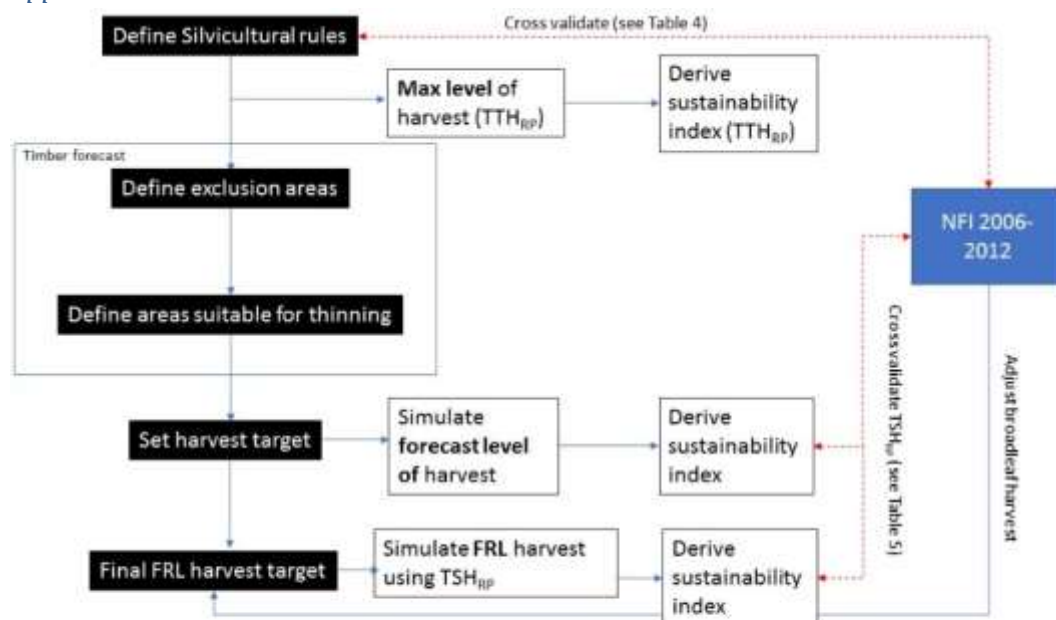 Cross validate (see Table 4)
Define Silvicultural rules
Max level of
harvest (TTH_RP)
Derive
sustainability
index (TTH_RP)
Timber forecast
Define exclusion areas
NFI 2006-
2012
Define areas suitable for thinning
Set harvest target
Simulate
forecast level
of harvest
Derive
sustainability
index
Crossvalidate TSH_RP (see Table 5)
Adjust broadleaf harvest
Final FRL harvest target
Simulate FRL harvest
using TSH_RP
Derive
sustainability
index